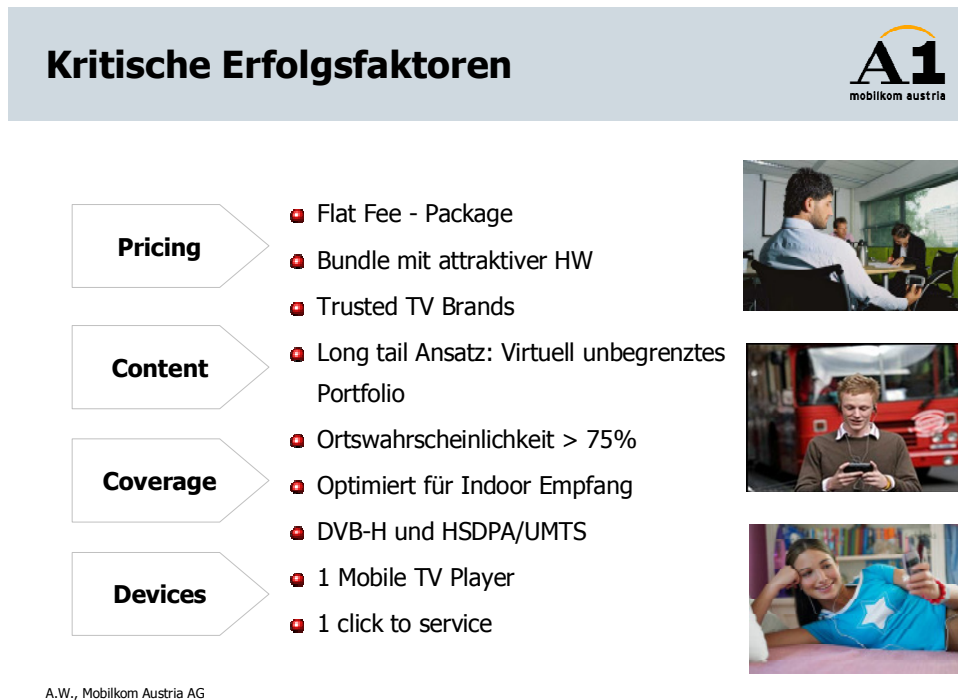 Kritische Erfolgsfaktoren
A1
mobilkom austria
Pricing
Flat Fee - Package
Bundle mit attraktiver HW
Trusted TV Brands
Content
Long tail Ansatz: Virtuell unbegrenztes
Portfolio
Coverage
Ortswahrscheinlichkeit > 75%
Optimiert für Indoor Empfang
Devices
DVB-H und HSDPA/UMTS
1 Mobile TV Player
1 click to service
A.W., Mobilkom Austria AG